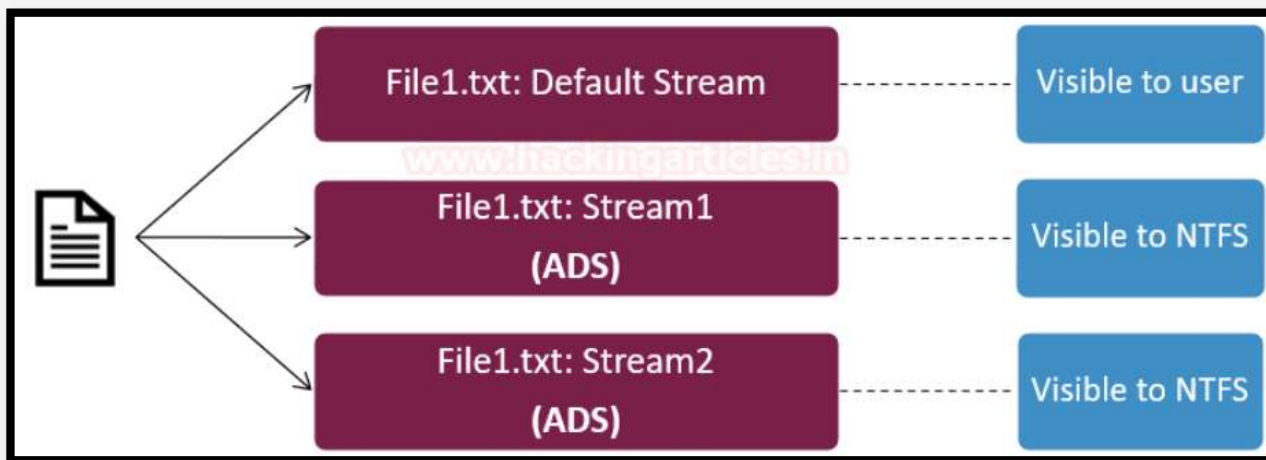 File1.txt: Default Stream
Visible to user
www.hackingarticles.in
File1.txt: Stream1
(ADS)
Visible to NTFS
File1.txt: Stream2
(ADS)
Visible to NTFS